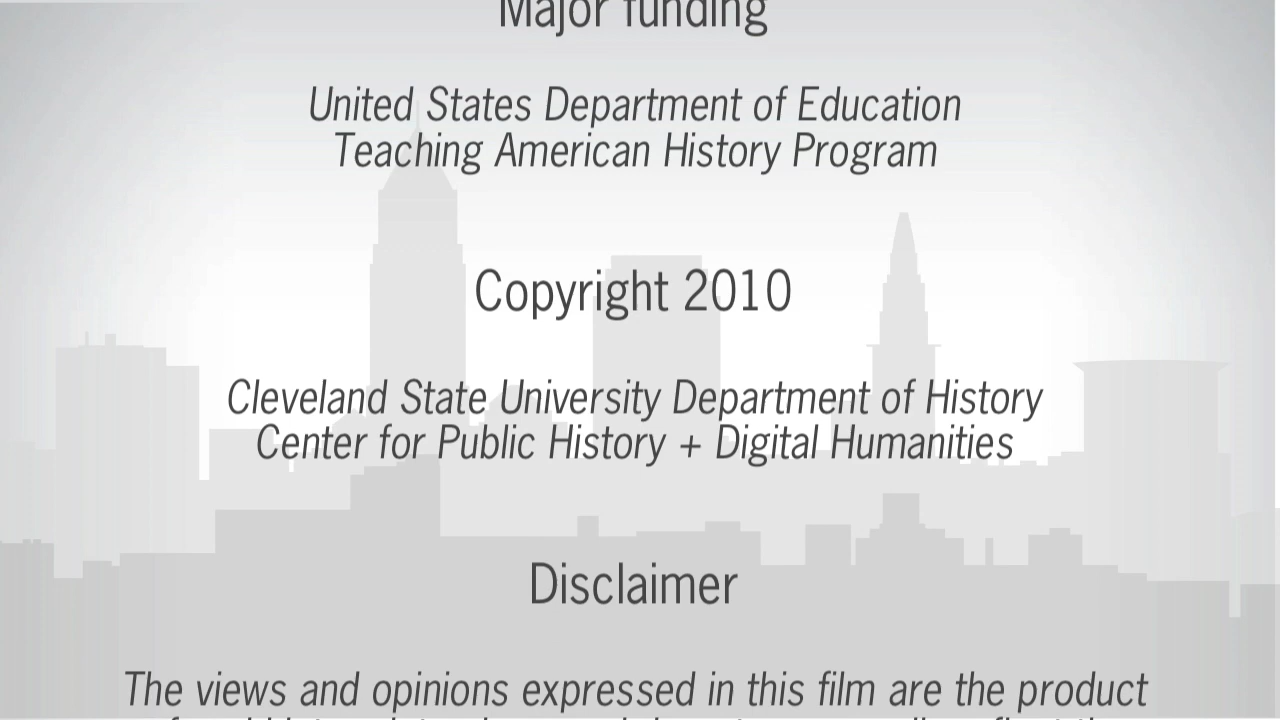 Major funding
United States Department of Education
Teaching American History Program
Copyright 2010
Cleveland State University Department of History
Center for Public History + Digital Humanities
Disclaimer
The views and opinions expressed in this film are the product